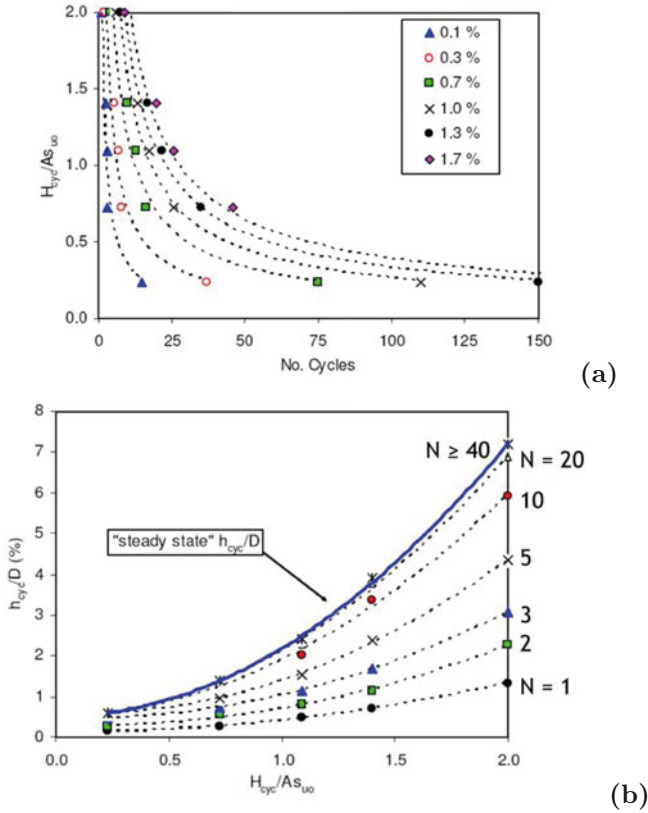 2.0
1.5
1.0
0.5
0.0
H_cyc/As_uo
0.1 %
0.3 %
0.7 %
1.0 %
1.3 %
1.7 %
0 25 50 75 100 125 150
No. Cycles
(a)
8
7
6
5
4
3
2
1
0
h_cyc/D (%)
N ≥ 40
N = 20
10
5
3
2
N = 1
"steady state" h_cyc/D
0.0 0.5 1.0 1.5 2.0
H_cyc/As_uo
(b)